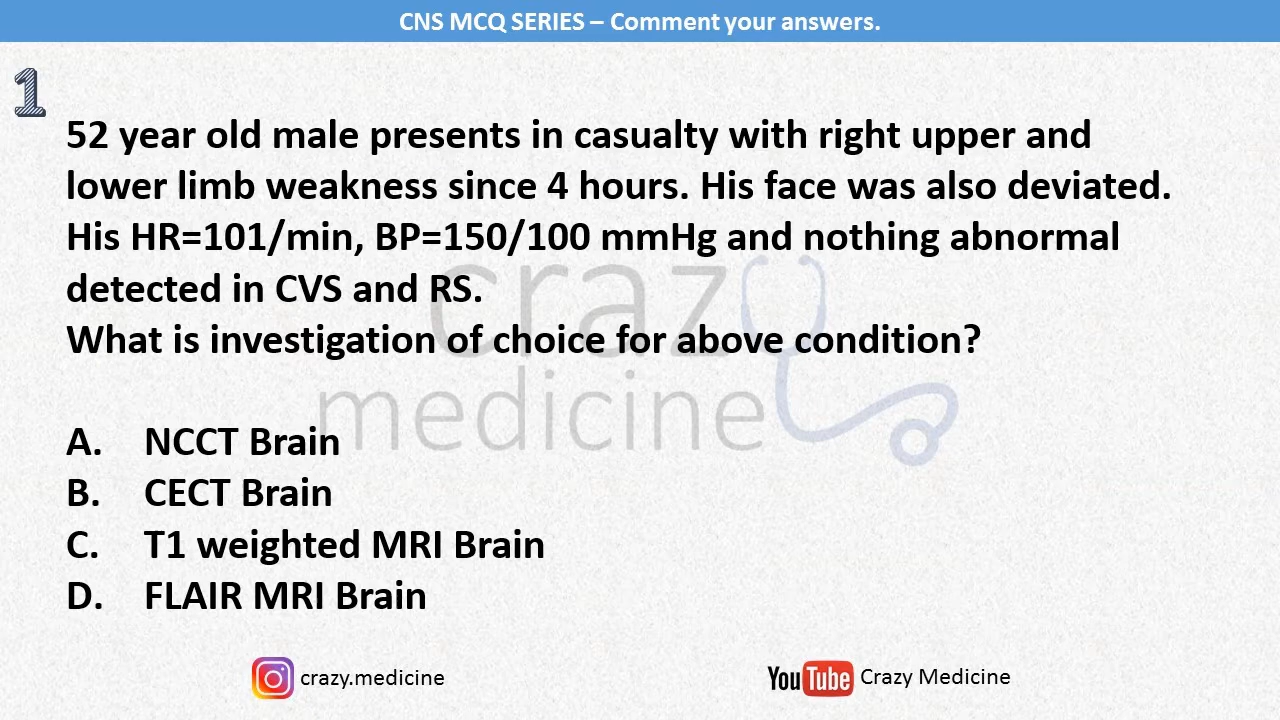 CNS MCQ SERIES – Comment your answers.
1
52 year old male presents in casualty with right upper and
lower limb weakness since 4 hours. His face was also deviated.
His HR=101/min, BP=150/100 mmHg and nothing abnormal
detected in CVS and RS.
What is investigation of choice for above condition?
crazy
medicine
A. NCCT Brain
B. CECT Brain
C. T1 weighted MRI Brain
D. FLAIR MRI Brain
crazy.medicine
YouTube Crazy Medicine